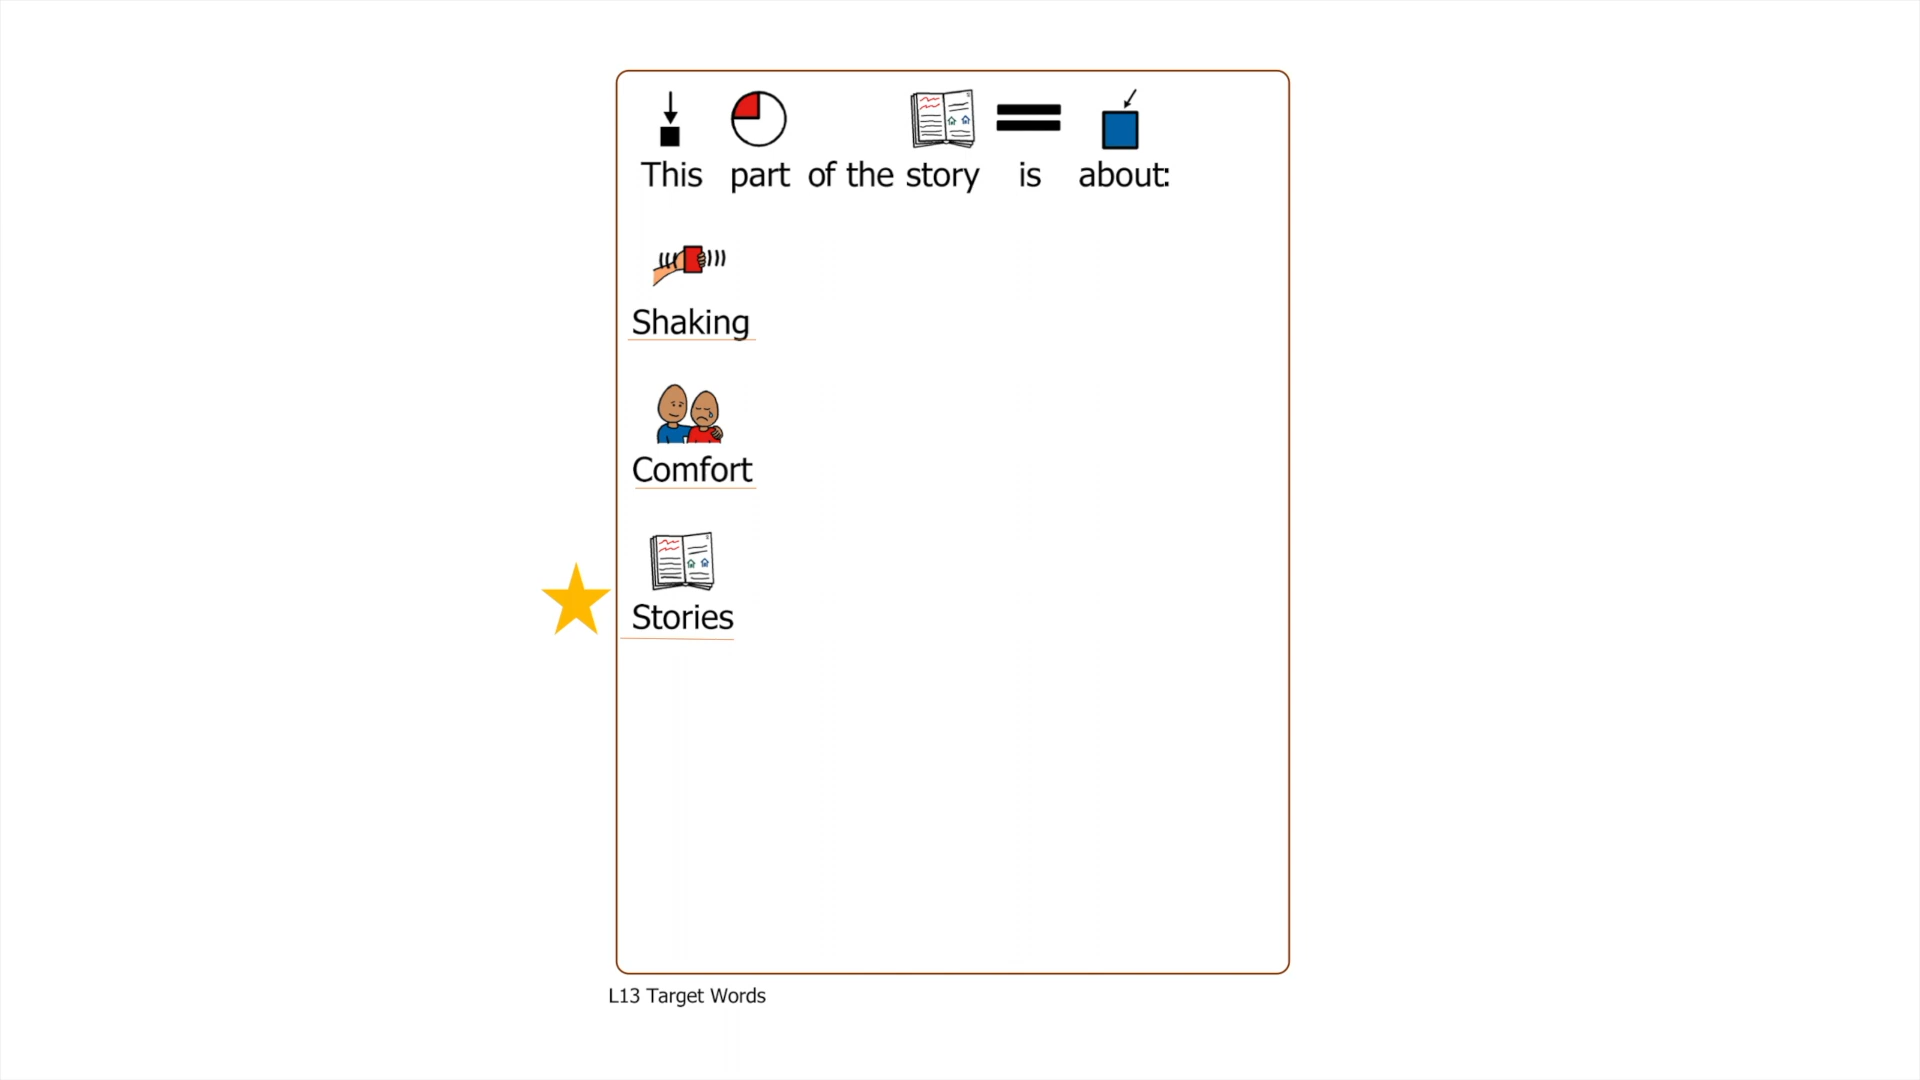 This part of the story is about:
Shaking
Comfort
Stories
L13 Target Words